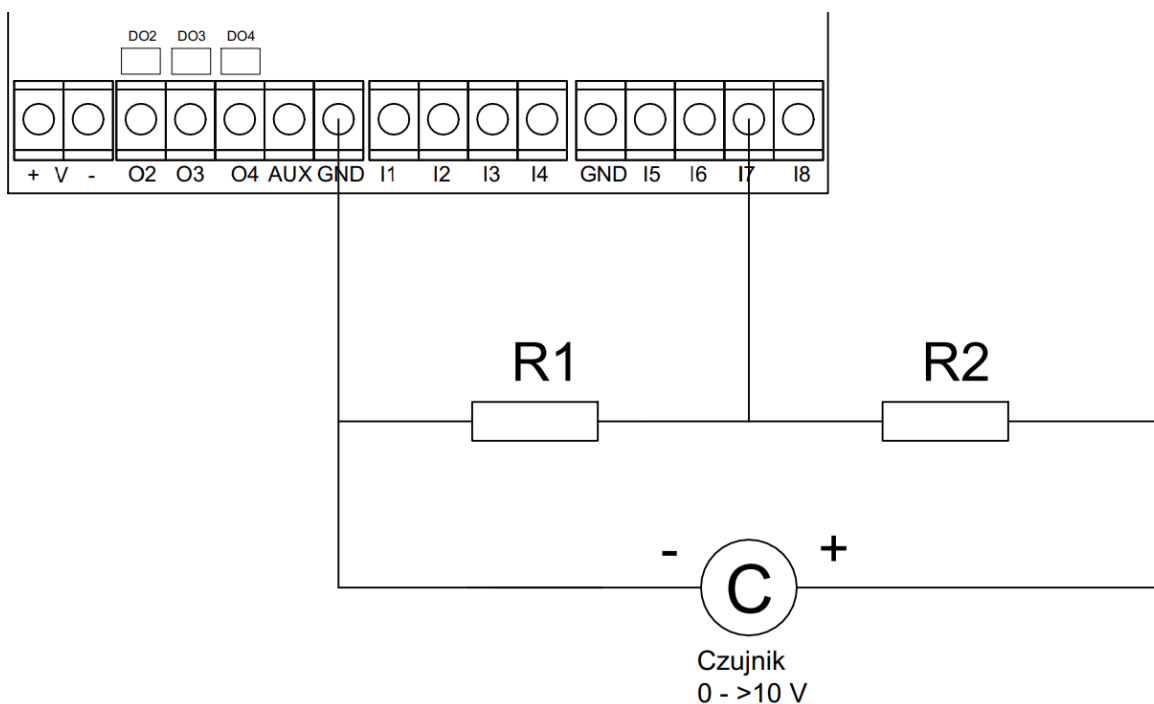 DO2 DO3 DO4
+ V - O2 O3 O4 AUX GND I1 I2 I3 I4 GND I5 I6 I7 I8
R1 R2
- C +
Czujnik
0 - >10 V